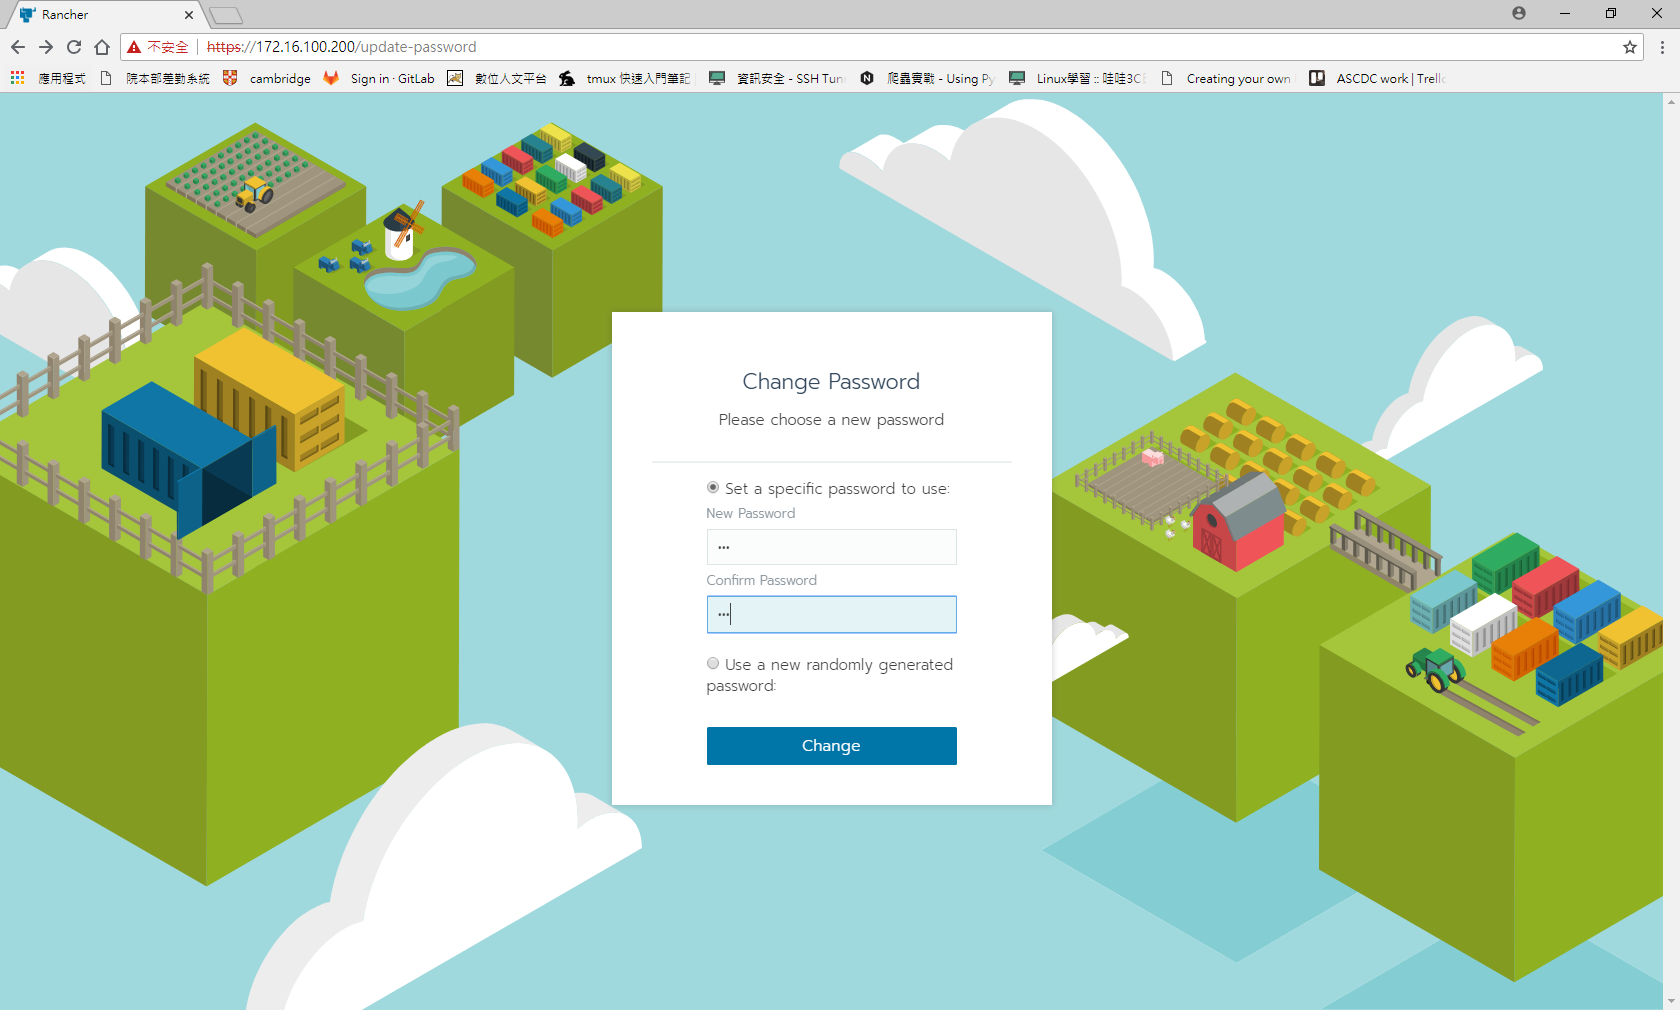 Rancher
不安全 https://172.16.100.200/update-password
應用程式 院本部差勤系統 cambridge Sign in · GitLab 數位人文平台 tmux 快速入門筆記 資訊安全 - SSH Tun 爬蟲實戰 - Using Py Linux學習 :: 哇哇3C Creating your own ASCDC work | Trello
Change Password
Please choose a new password
Set a specific password to use:
New Password
•••
Confirm Password
•••
Use a new randomly generated
password:
Change